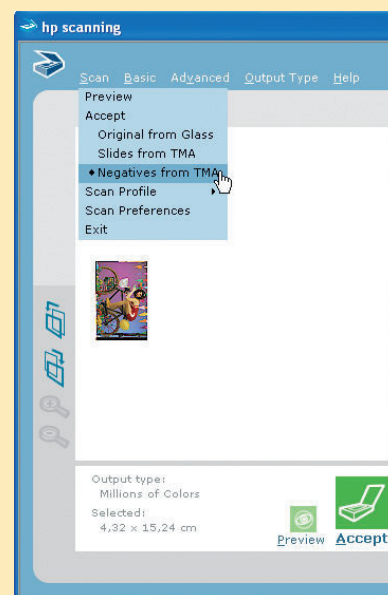 hp scanning
Scan Basic Advanced Output Type Help
Preview
Accept
Original from Glass
Slides from TMA
Negatives from TMA
Scan Profile
Scan Preferences
Exit
Output type:
Millions of Colors
Selected:
4,32 x 15,24 cm
Preview Accept